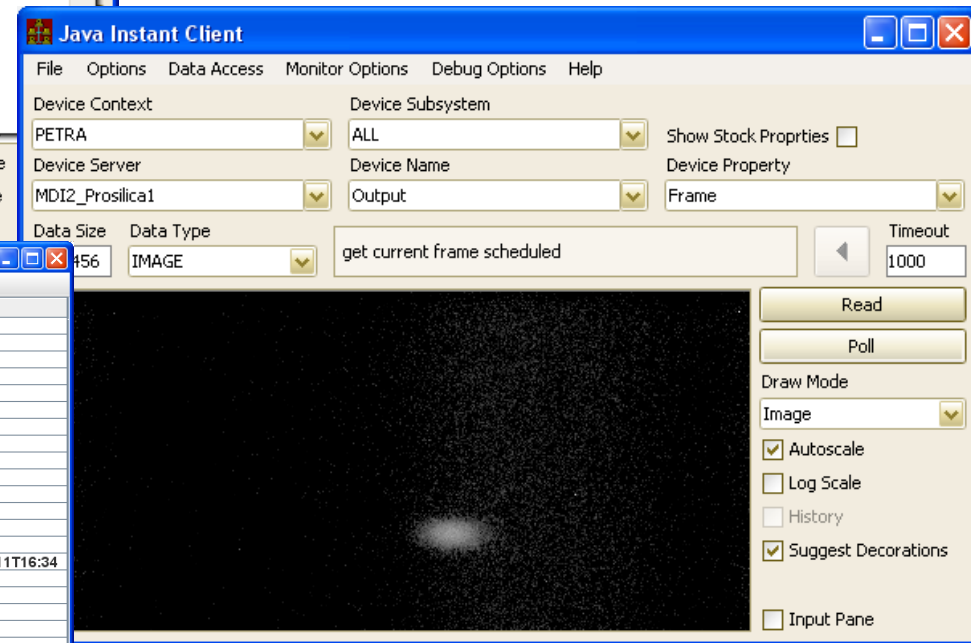 Java Instant Client
File Options Data Access Monitor Options Debug Options Help
Device Context Device Subsystem
PETRA ALL Show Stock Proprties
Device Server Device Name Device Property
MDI2_Prosilica1 Output Frame
Data Size Data Type Timeout
456 IMAGE get current frame scheduled 1000
Read
Poll
Draw Mode
Image
Autoscale
Log Scale
History
Suggest Decorations
1T16:34
Input Pane